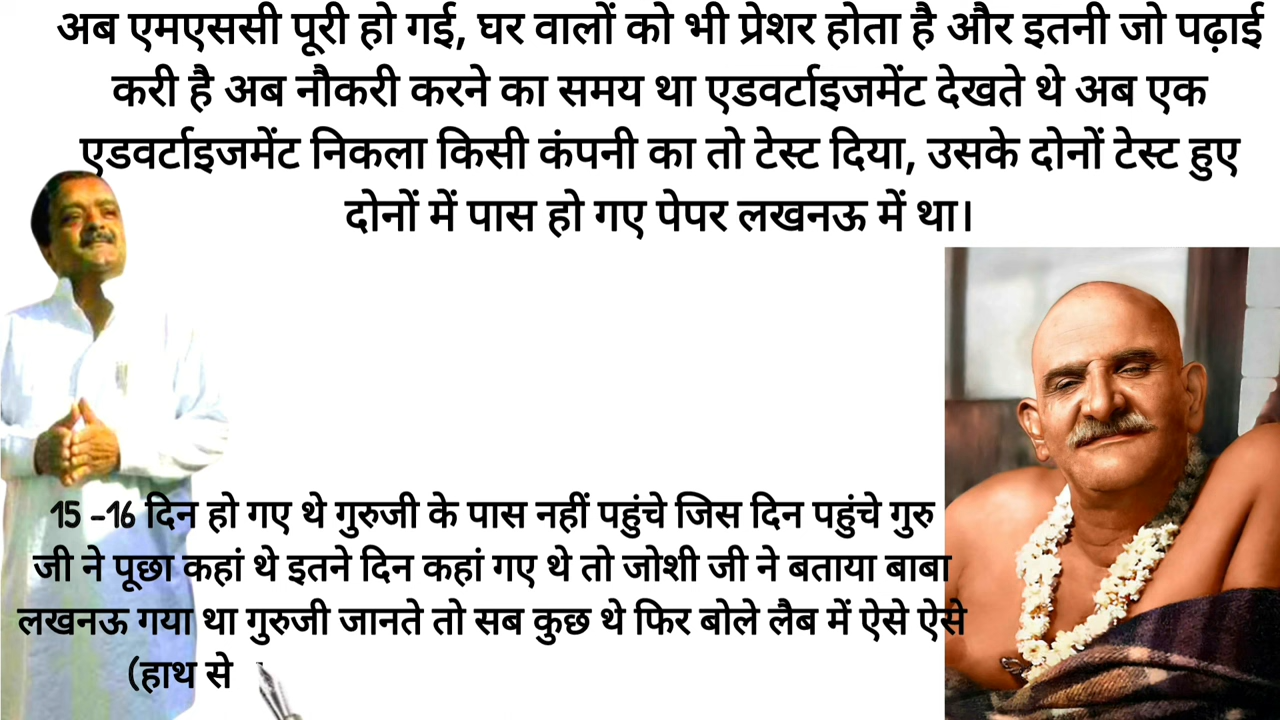 अब एमएससी पूरी हो गई, घर वालों को भी प्रेशर होता है और इतनी जो पढ़ाई
करी है अब नौकरी करने का समय था एडवर्टाइजमेंट देखते थे अब एक
एडवर्टाइजमेंट निकला किसी कंपनी का तो टेस्ट दिया, उसके दोनों टेस्ट हुए
दोनों में पास हो गए पेपर लखनऊ में था।
15 -16 दिन हो गए थे गुरुजी के पास नहीं पहुंचे जिस दिन पहुंचे गुरु
जी ने पूछा कहां थे इतने दिन कहां गए थे तो जोशी जी ने बताया बाबा
लखनऊ गया था गुरुजी जानते तो सब कुछ थे फिर बोले लैब में ऐसे ऐसे
(हाथ से